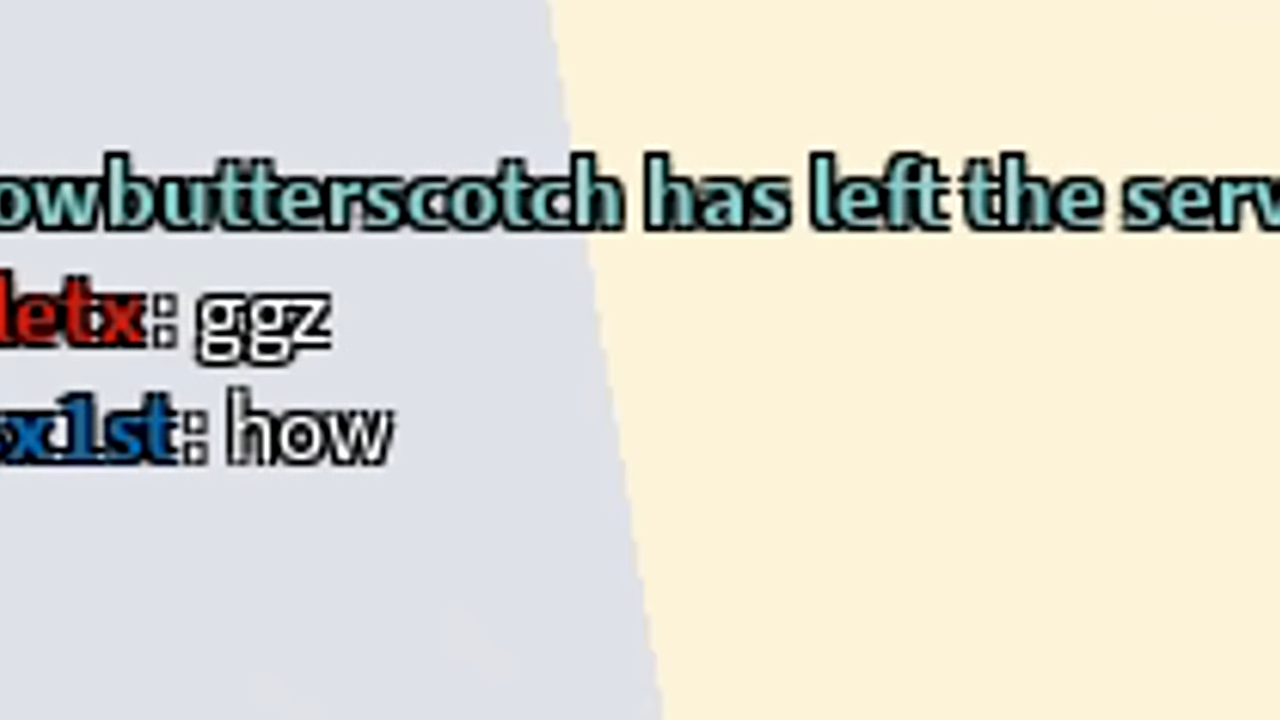 owbutterscotch has left the serv
letx: ggz
x1st: how